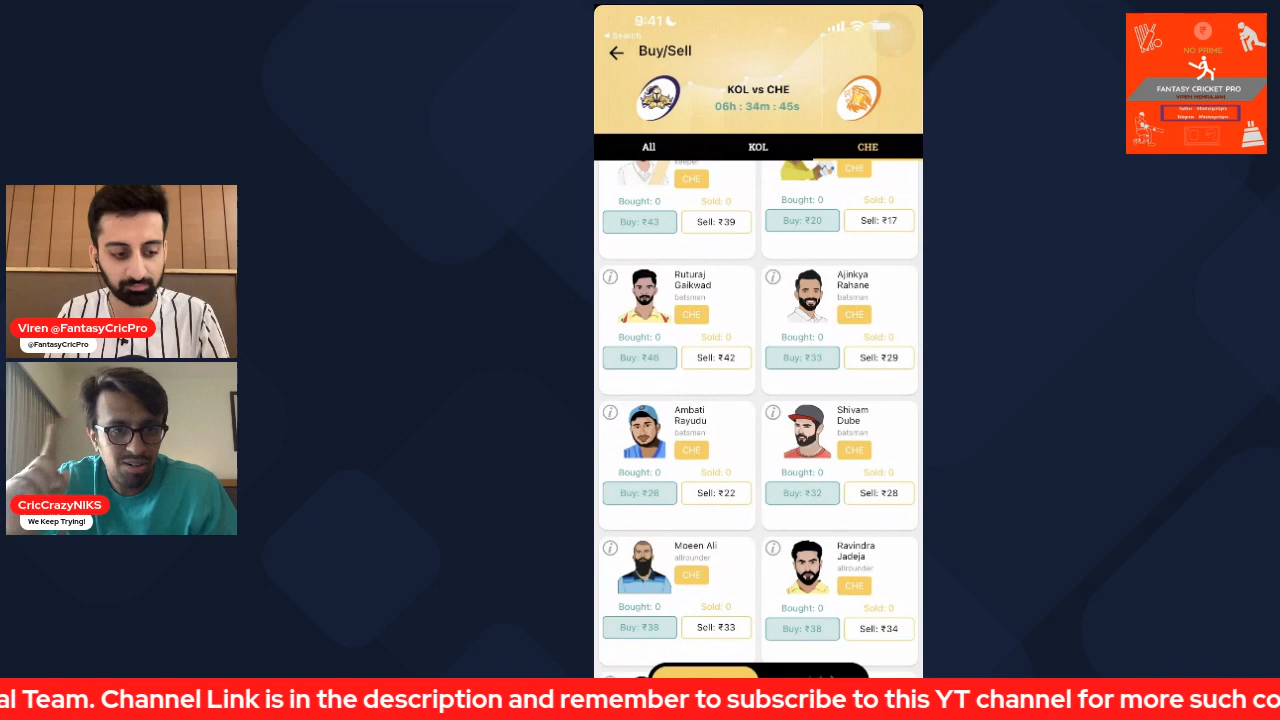 9:41
Search
Buy/Sell
KOL vs CHE
06h : 34m : 45s
All
KOL
CHE
keeper
CHE
CHE
Bought: 0
Sold: 0
Bought: 0
Sold: 0
Buy: ₹43
Sell: ₹39
Buy: ₹20
Sell: ₹17
Ruturaj
Gaikwad
batsman
CHE
Ajinkya
Rahane
batsman
CHE
Bought: 0
Sold: 0
Bought: 0
Sold: 0
Buy: ₹46
Sell: ₹42
Buy: ₹33
Sell: ₹29
Ambati
Rayudu
batsman
CHE
Shivam
Dube
batsman
CHE
Bought: 0
Sold: 0
Bought: 0
Sold: 0
Buy: ₹26
Sell: ₹22
Buy: ₹32
Sell: ₹28
Moeen Ali
allrounder
CHE
Ravindra
Jadeja
allrounder
CHE
Bought: 0
Sold: 0
Bought: 0
Sold: 0
Buy: ₹38
Sell: ₹33
Buy: ₹38
Sell: ₹34
NO PRIME
FANTASY CRICKET PRO
VIREN HEMRAJANI
Viren @FantasyCricPro
@FantasyCricPro
CricCrazyNIKS
We Keep Trying!
al Team. Channel Link is in the description and remember to subscribe to this YT channel for more such co